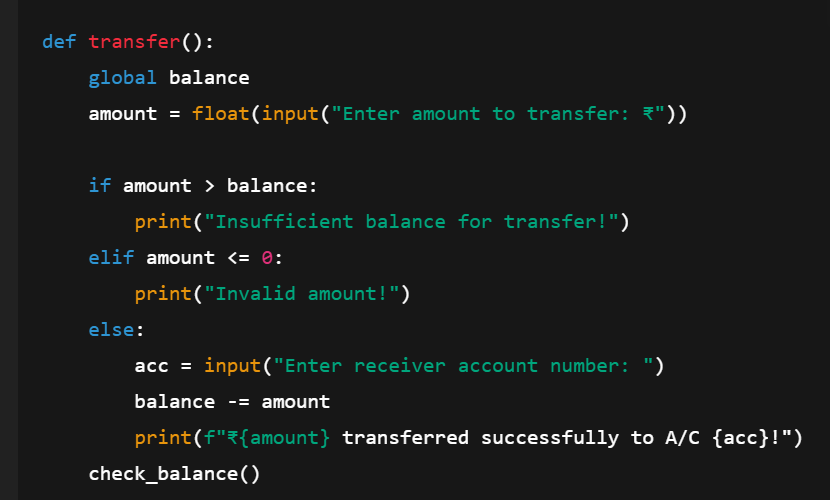 def transfer():
    global balance
    amount = float(input("Enter amount to transfer: ₹"))
    if amount > balance:
        print("Insufficient balance for transfer!")
    elif amount <= 0:
        print("Invalid amount!")
    else:
        acc = input("Enter receiver account number: ")
        balance -= amount
        print(f"₹{amount} transferred successfully to A/C {acc}!")
    check_balance()